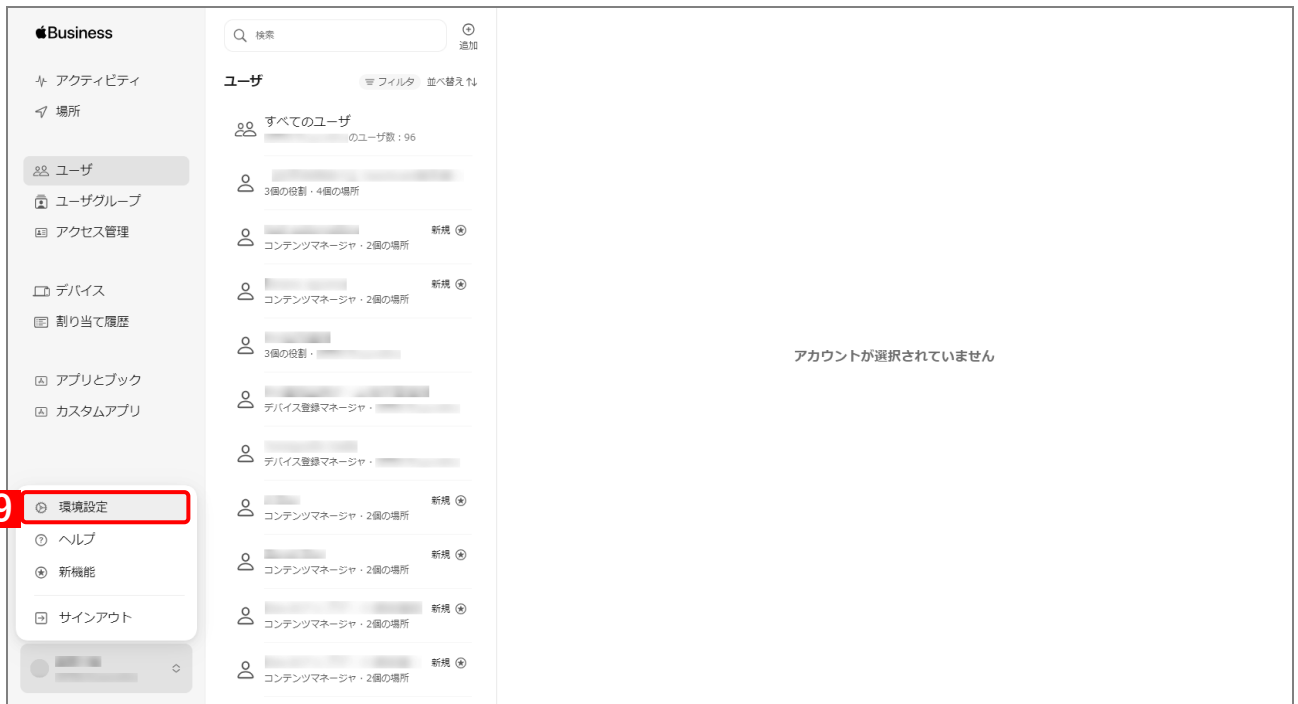 Business
アクティビティ
場所
ユーザ
ユーザグループ
アクセス管理
デバイス
割り当て履歴
アプリとブック
カスタムアプリ
9
環境設定
ヘルプ
新機能
サインアウト
検索
追加
ユーザ
フィルタ
並べ替え
すべてのユーザ
のユーザ数：96
3個の役割・4個の場所
新規
コンテンツマネージャ・2個の場所
新規
コンテンツマネージャ・2個の場所
3個の役割・
デバイス登録マネージャ・
デバイス登録マネージャ・
新規
コンテンツマネージャ・2個の場所
新規
コンテンツマネージャ・2個の場所
新規
コンテンツマネージャ・2個の場所
新規
コンテンツマネージャ・2個の場所
アカウントが選択されていません